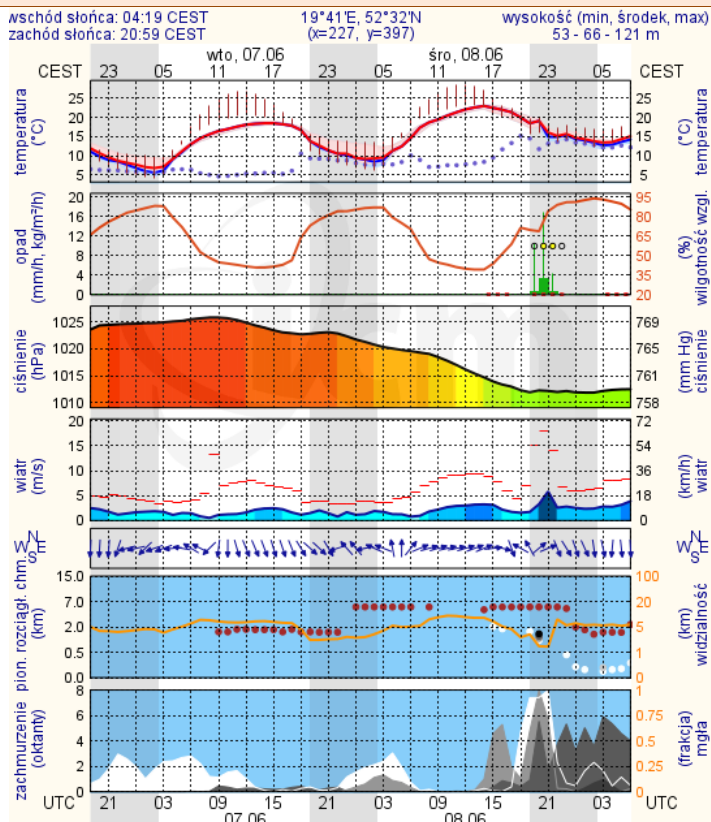 wschód słońca: 04:19 CEST 19°41'E, 52°32'N wysokość (min, środek, max)
zachód słońca: 20:59 CEST (x=227, y=397) 53 - 66 - 121 m
wto, 07.06 śro, 08.06
CEST 23 05 11 17 23 05 11 17 23 05 CEST
temperatura (°C) 25 20 15 10 5 25 20 15 10 5 temperatura (°C)
opad (mm/h, kg/m²/h) 20 16 12 8 4 0 95 80 65 50 35 20 (%) wilgotność wzgl.
ciśnienie (hPa) 1025 1020 1015 1010 769 765 761 758 (mm Hg) ciśnienie
wiatr (m/s) 20 15 10 5 0 72 54 36 18 0 (km/h) wiatr
N W E S N W E S
pion. rozciągł. chm. (km) 15.0 7.0 2.0 0.5 0.0 100 20 5 1 0 (km) widzialność
zachmurzenie (oktanty) 8 6 4 2 0 1 0.75 0.5 0.25 0 (frakcja) mgła
UTC 21 03 09 15 21 03 09 15 21 03 UTC
07.06 08.06